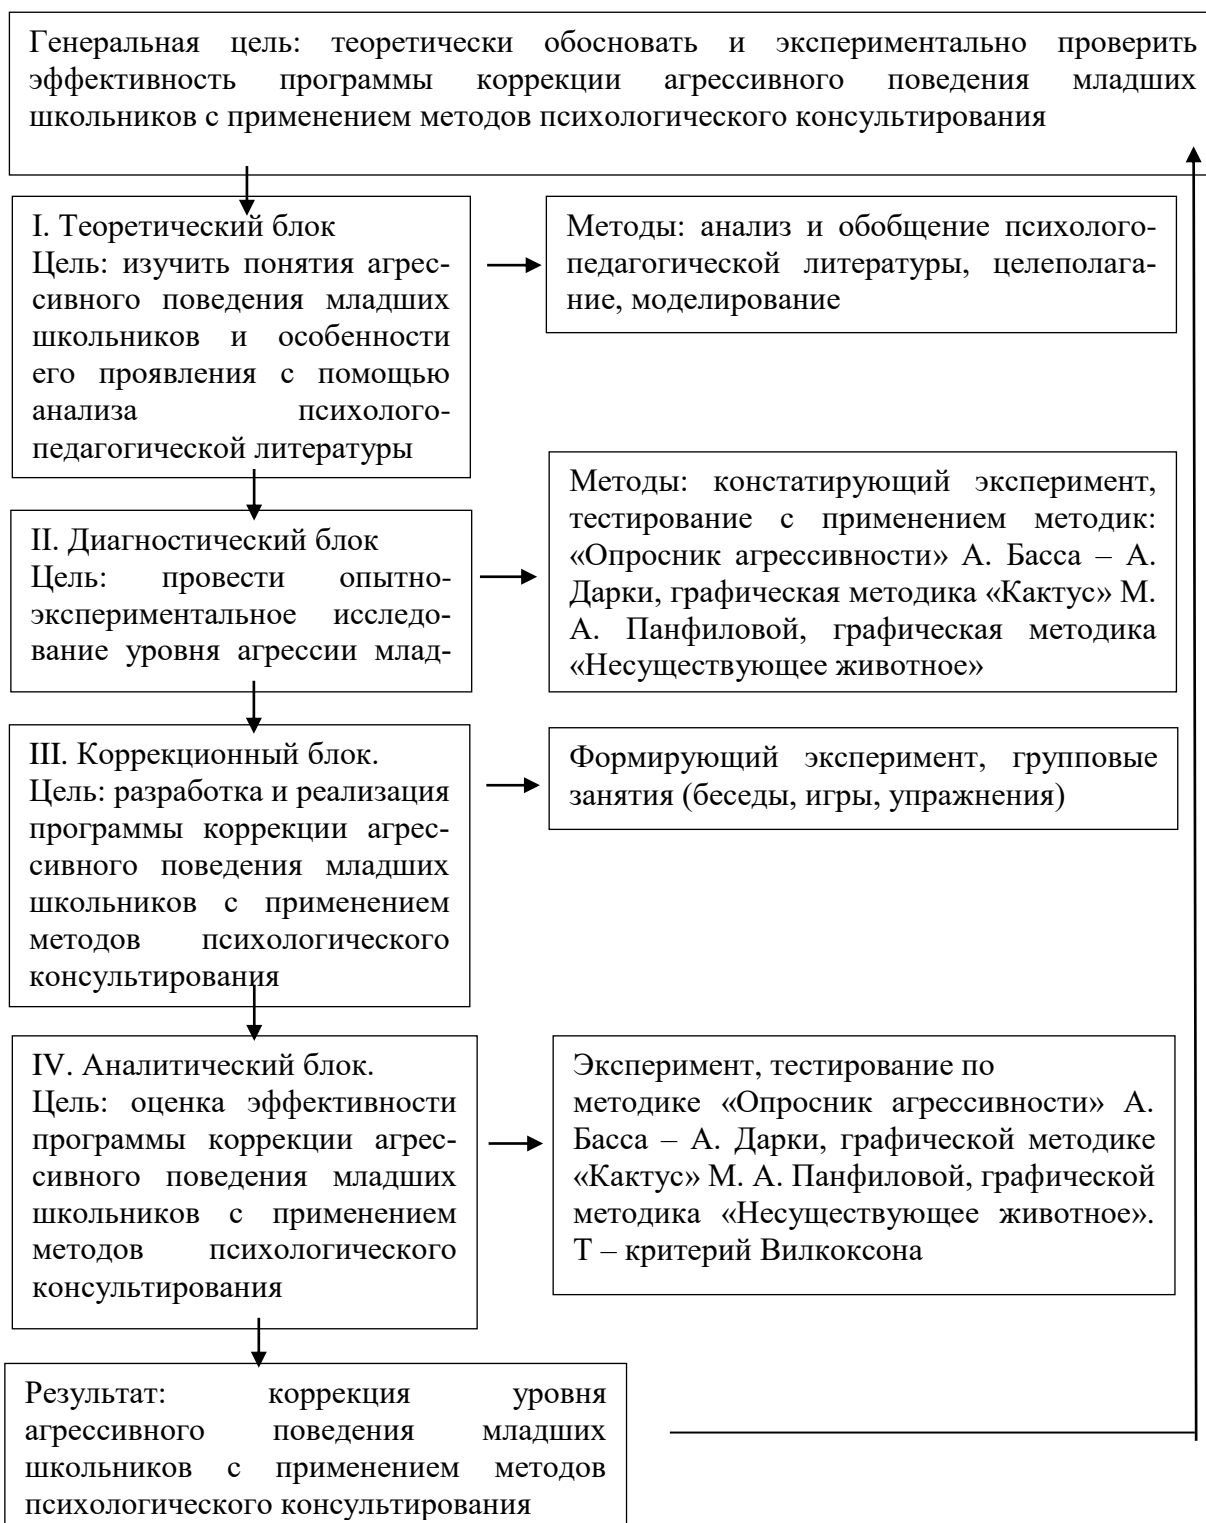 Генеральная цель: теоретически обосновать и экспериментально проверить
эффективность программы коррекции агрессивного поведения младших
школьников с применением методов психологического консультирования
I. Теоретический блок
Цель: изучить понятия агрес-
сивного поведения младших
школьников и особенности
его проявления с помощью
анализа психолого-
педагогической литературы
Методы: анализ и обобщение психолого-
педагогической литературы, целеполага-
ние, моделирование
II. Диагностический блок
Цель: провести опытно-
экспериментальное исследо-
вание уровня агрессии млад-
Методы: констатирующий эксперимент,
тестирование с применением методик:
«Опросник агрессивности» А. Басса – А.
Дарки, графическая методика «Кактус» М.
А. Панфиловой, графическая методика
«Несуществующее животное»
III. Коррекционный блок.
Цель: разработка и реализация
программы коррекции агрес-
сивного поведения младших
школьников с применением
методов психологического
консультирования
Формирующий эксперимент, групповые
занятия (беседы, игры, упражнения)
IV. Аналитический блок.
Цель: оценка эффективности
программы коррекции агрес-
сивного поведения младших
школьников с применением
методов психологического
консультирования
Эксперимент, тестирование по
методике «Опросник агрессивности» А.
Басса – А. Дарки, графической методике
«Кактус» М. А. Панфиловой, графической
методика «Несуществующее животное».
Т – критерий Вилкоксона
Результат: коррекция уровня
агрессивного поведения младших
школьников с применением методов
психологического консультирования